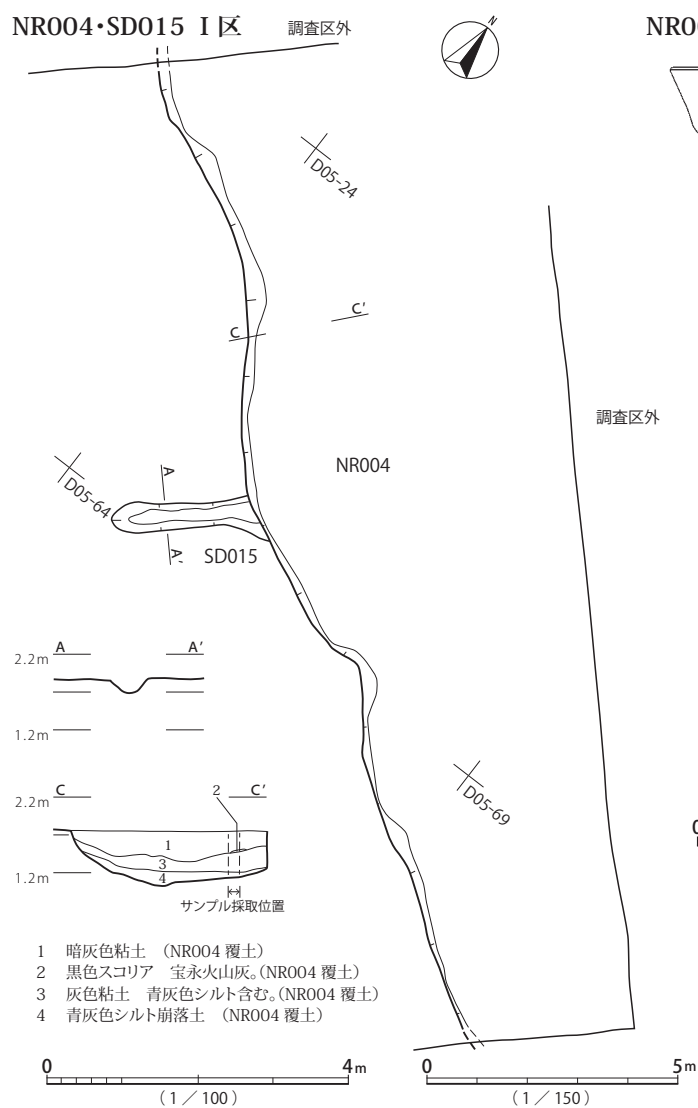 NR004・SD015 Ⅰ区
調査区外
N
NR0
D05-24
C
C'
調査区外
NR004
D05-64
A
A'
SD015
A
A'
2.2m
1.2m
D05-69
C
2
C'
2.2m
1
3
4
1.2m
サンプル採取位置
1 暗灰色粘土 （NR004 覆土）
2 黒色スコリア 宝永火山灰。（NR004 覆土）
3 灰色粘土 青灰色シルト含む。（NR004 覆土）
4 青灰色シルト崩落土 （NR004 覆土）
0 4m
（1／100）
0 5m
（1／150）